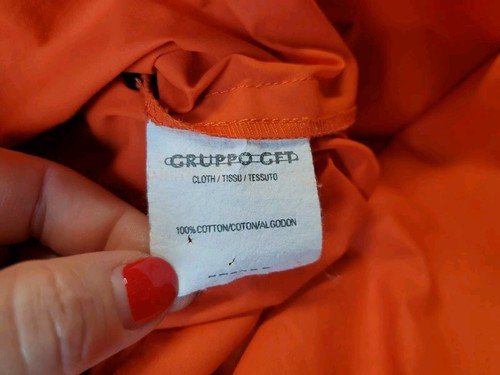 GRUPPO GFT
CLOTH / TISSU / TESSUTO
100% COTTON/COTON/ALGODON